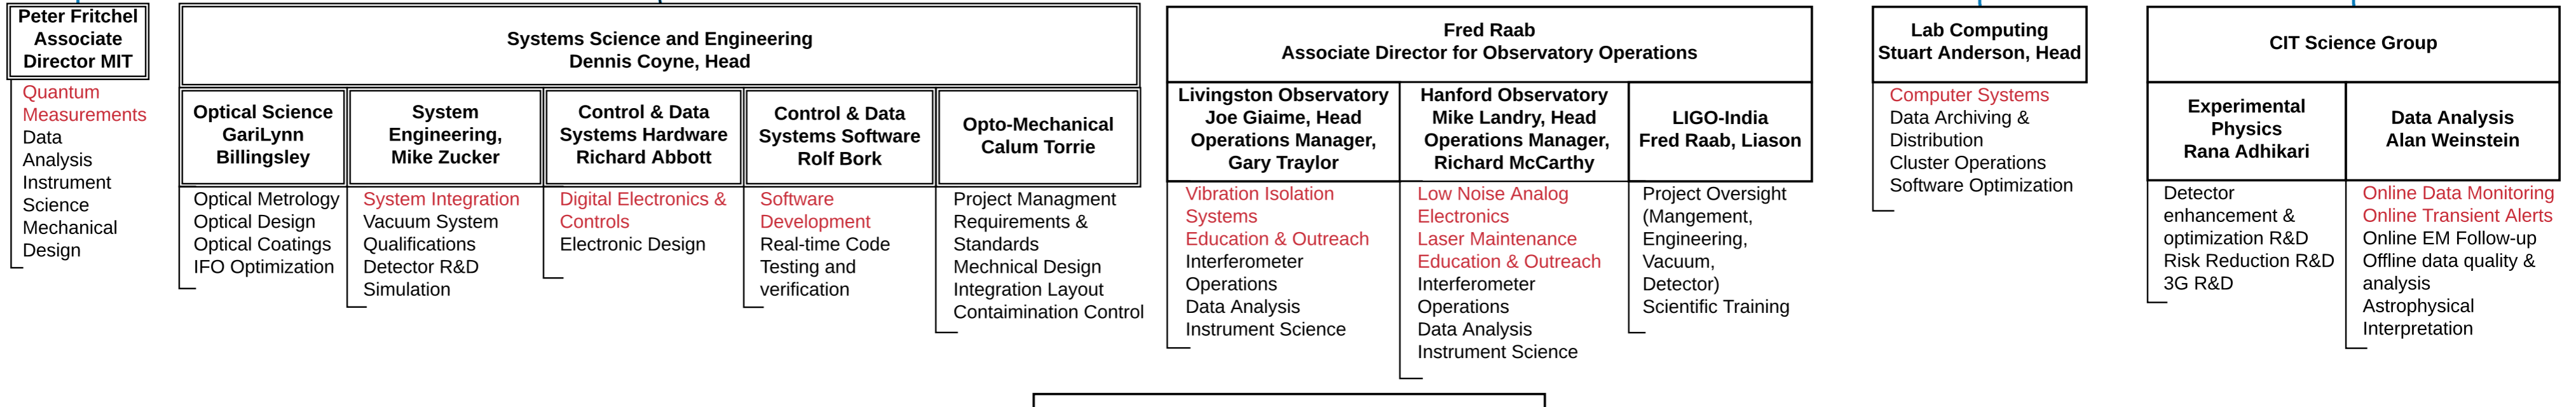 Peter Fritchel
Associate
Director MIT
Quantum
Measurements
Data
Analysis
Instrument
Science
Mechanical
Design
Systems Science and Engineering
Dennis Coyne, Head
Optical Science
GariLynn
Billingsley
Optical Metrology
Optical Design
Optical Coatings
IFO Optimization
System
Engineering,
Mike Zucker
System Integration
Vacuum System
Qualifications
Detector R&D
Simulation
Control & Data
Systems Hardware
Richard Abbott
Digital Electronics &
Controls
Electronic Design
Control & Data
Systems Software
Rolf Bork
Software
Development
Real-time Code
Testing and
verification
Opto-Mechanical
Calum Torrie
Project Managment
Requirements &
Standards
Mechnical Design
Integration Layout
Contaimination Control
Fred Raab
Associate Director for Observatory Operations
Livingston Observatory
Joe Giaime, Head
Operations Manager,
Gary Traylor
Vibration Isolation
Systems
Education & Outreach
Interferometer
Operations
Data Analysis
Instrument Science
Hanford Observatory
Mike Landry, Head
Operations Manager,
Richard McCarthy
Low Noise Analog
Electronics
Laser Maintenance
Education & Outreach
Interferometer
Operations
Data Analysis
Instrument Science
LIGO-India
Fred Raab, Liason
Project Oversight
(Mangement,
Engineering,
Vacuum,
Detector)
Scientific Training
Lab Computing
Stuart Anderson, Head
Computer Systems
Data Archiving &
Distribution
Cluster Operations
Software Optimization
CIT Science Group
Experimental
Physics
Rana Adhikari
Detector
enhancement &
optimization R&D
Risk Reduction R&D
3G R&D
Data Analysis
Alan Weinstein
Online Data Monitoring
Online Transient Alerts
Online EM Follow-up
Offline data quality &
analysis
Astrophysical
Interpretation